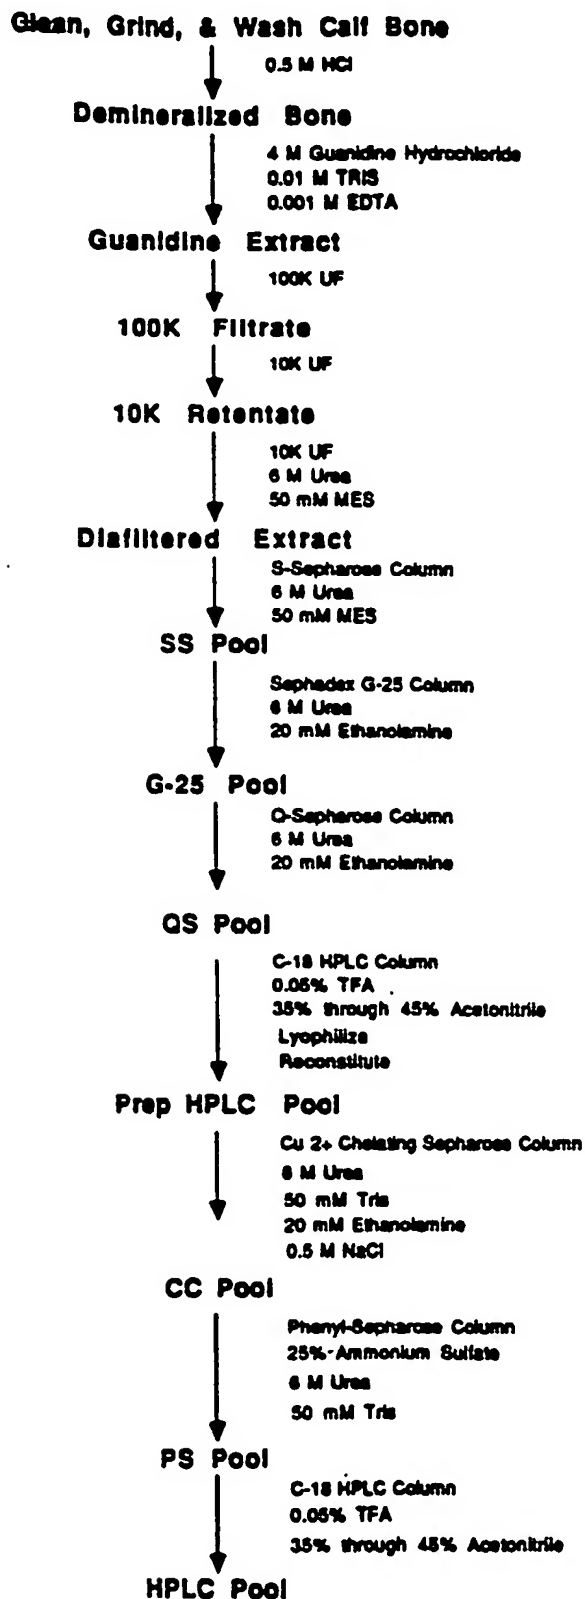 Clean, Grind, & Wash Calf Bone
0.5 M HCl
Demineralized Bone
4 M Guanidine Hydrochloride
0.01 M TRIS
0.001 M EDTA
Guanidine Extract
100K UF
100K Filtrate
10K UF
10K Retentate
10K UF
6 M Urea
50 mM MES
Diafiltered Extract
S-Sepharose Column
6 M Urea
50 mM MES
SS Pool
Sephadex G-25 Column
6 M Urea
20 mM Ethanolamine
G-25 Pool
Q-Sepharose Column
6 M Urea
20 mM Ethanolamine
QS Pool
C-18 HPLC Column
0.05% TFA
35% through 45% Acetonitrile
Lyophilize
Reconstitute
Prep HPLC Pool
Cu 2+ Chelating Sepharose Column
6 M Urea
50 mM Tris
20 mM Ethanolamine
0.5 M NaCl
CC Pool
Phenyl-Sepharose Column
25% Ammonium Sulfate
6 M Urea
50 mM Tris
PS Pool
C-18 HPLC Column
0.05% TFA
35% through 45% Acetonitrile
HPLC Pool